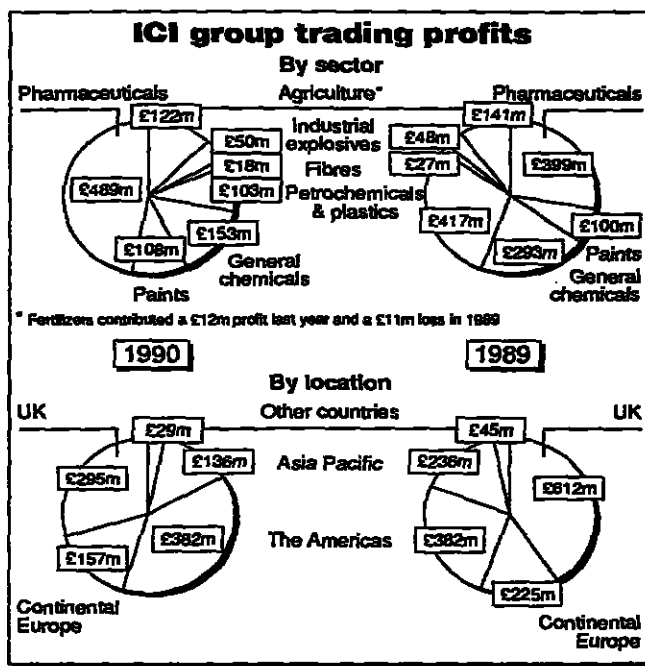 ICI group trading profits
By sector
Pharmaceuticals Agriculture* Pharmaceuticals
£122m £141m
Industrial explosives
£50m £48m £399m
£18m Fibres £27m
£489m £103m Petrochemicals & plastics £417m
£153m £100m
£108m £293m Paints
General chemicals General chemicals
Paints
* Fertilizers contributed a £12m profit last year and a £11m loss in 1989
1990 1989
By location
UK Other countries UK
£29m £45m
£136m Asia Pacific £236m
£295m £612m
£382m The Americas £382m
£157m
£225m
Continental Europe Continental Europe